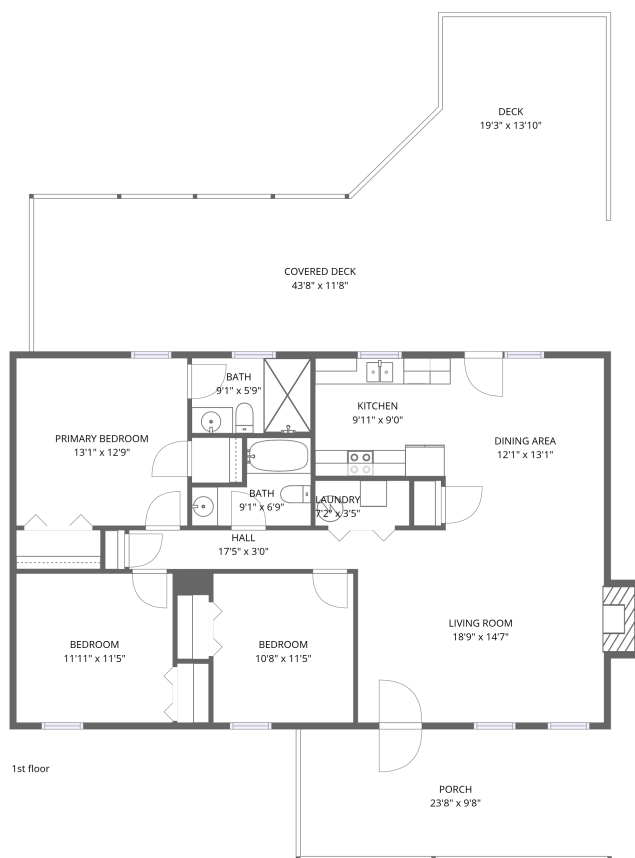 DECK
19'3" x 13'10"
COVERED DECK
43'8" x 11'8"
BATH
9'1" x 5'9"
KITCHEN
9'11" x 9'0"
PRIMARY BEDROOM
13'1" x 12'9"
DINING AREA
12'1" x 13'1"
BATH
9'1" x 6'9"
LAUNDRY
7'2" x 3'5"
HALL
17'5" x 3'0"
BEDROOM
11'11" x 11'5"
BEDROOM
10'8" x 11'5"
LIVING ROOM
18'9" x 14'7"
1st floor
PORCH
23'8" x 9'8"